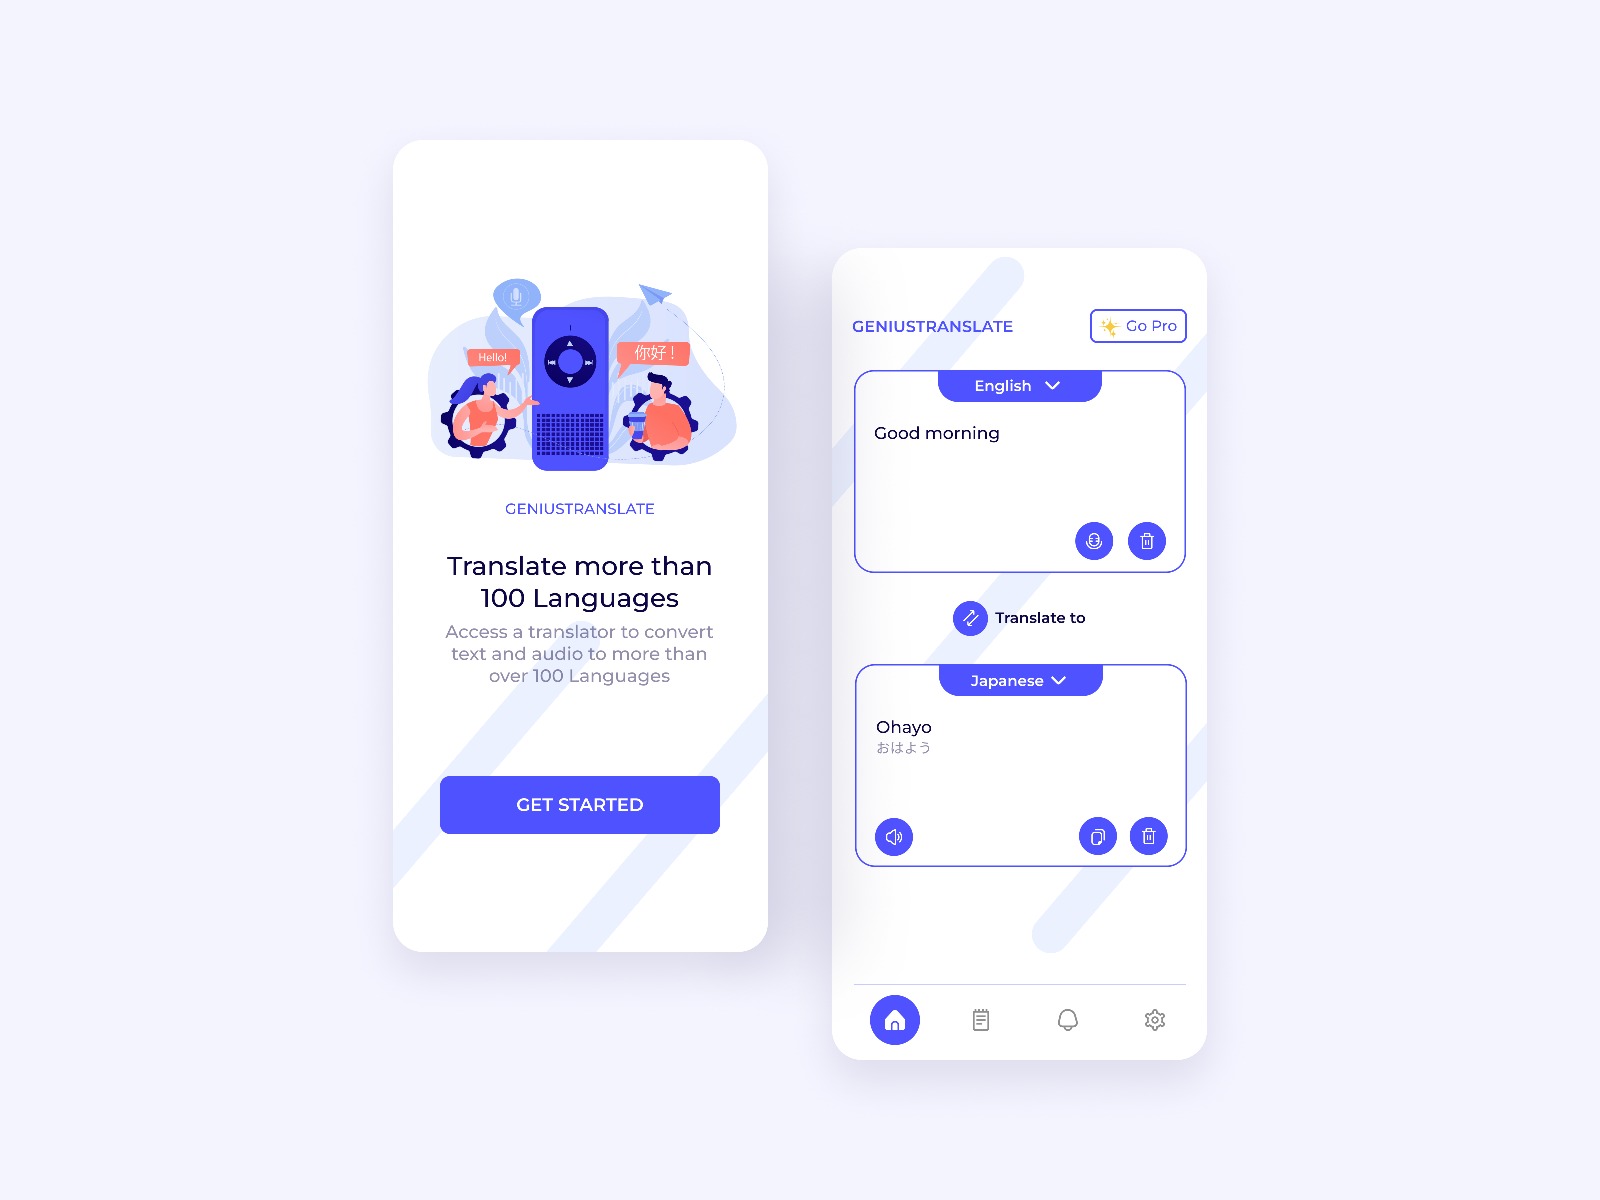 Hello!
你好！
GENIUSTRANSLATE
Translate more than
100 Languages
Access a translator to convert
text and audio to more than
over 100 Languages
GET STARTED
GENIUSTRANSLATE
Go Pro
English
Good morning
Translate to
Japanese
Ohayo
おはよう